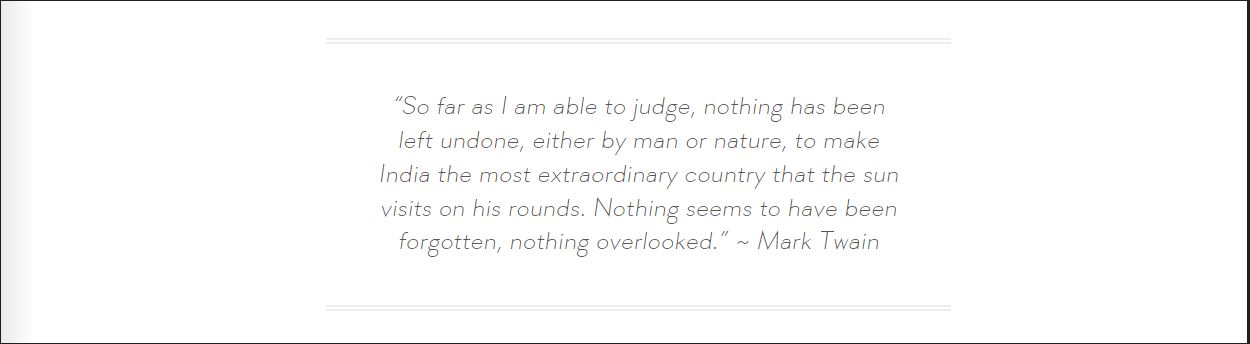 “So far as I am able to judge, nothing has been
left undone, either by man or nature, to make
India the most extraordinary country that the sun
visits on his rounds. Nothing seems to have been
forgotten, nothing overlooked.” ~ Mark Twain